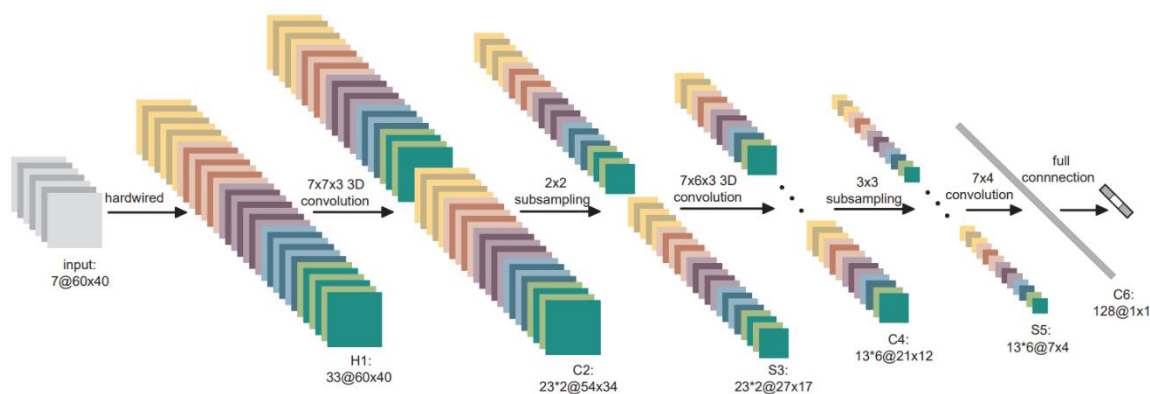 hardwired
7x7x3 3D
convolution
2x2
subsampling
7x6x3 3D
convolution
3x3
subsampling
7x4
convolution
full
connnection
input:
7@60x40
H1:
33@60x40
C2:
23*2@54x34
S3:
23*2@27x17
C4:
13*6@21x12
S5:
13*6@7x4
C6:
128@1x1